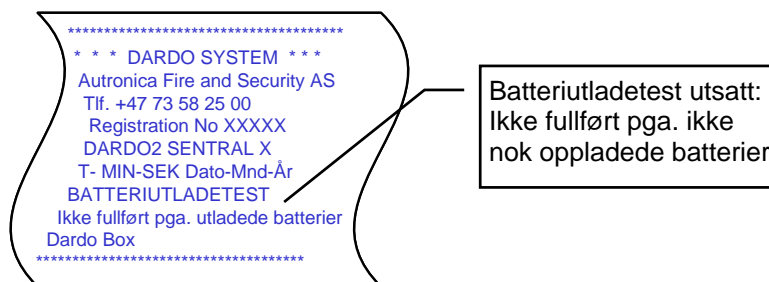 *************************************
* * * DARDO SYSTEM * * *
Autronica Fire and Security AS
Tlf. +47 73 58 25 00
Registration No XXXXX
DARDO2 SENTRAL X
T- MIN-SEK Dato-Mnd-År
BATTERIUTLADETEST
Ikke fullført pga. utladede batterier
Dardo Box
************************************
Batteriutladetest utsatt:
Ikke fullført pga. ikke
nok oppladede batterier